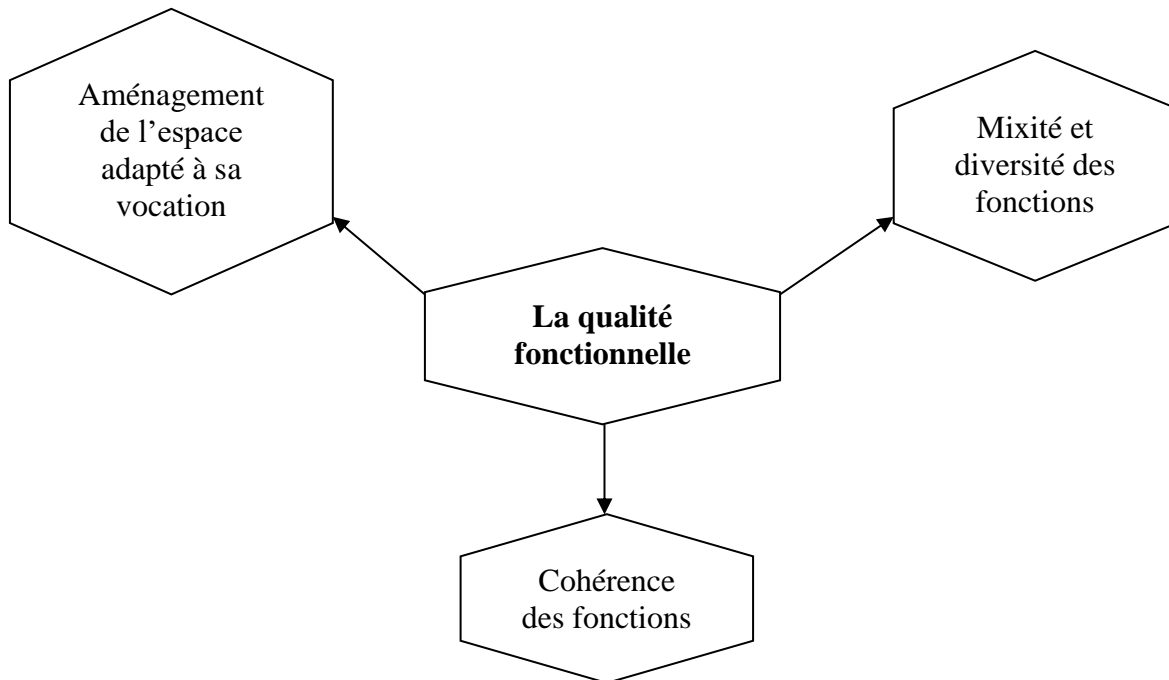 Aménagement
de l’espace
adapté à sa
vocation
Mixité et
diversité des
fonctions
La qualité
fonctionnelle
Cohérence
des fonctions